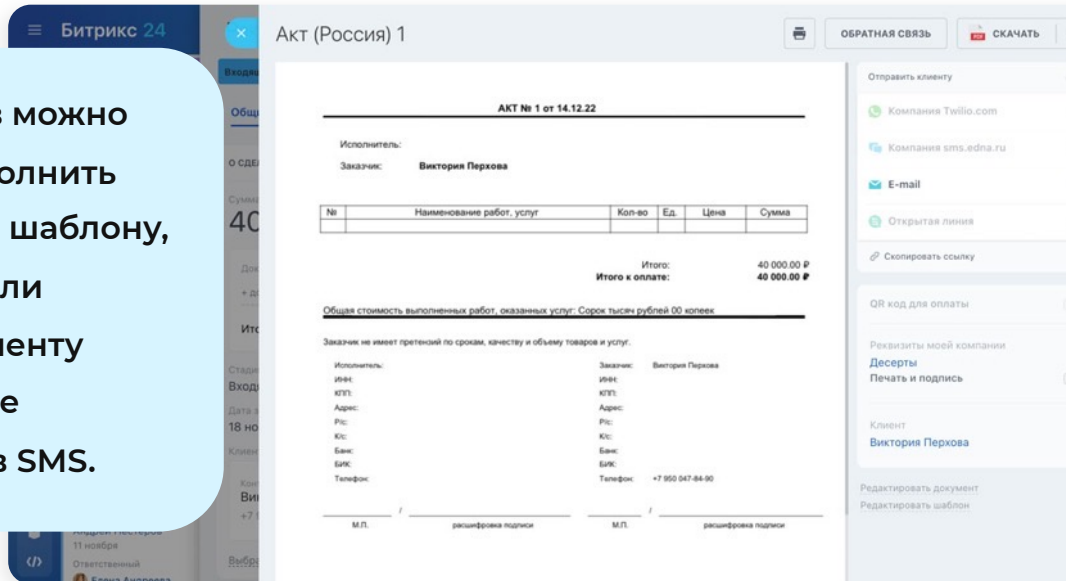 Битрикс 24
Акт (Россия) 1
ОБРАТНАЯ СВЯЗЬ
СКАЧАТЬ
в можно
олнить
шаблону,
ли
иенту
е
в SMS.
О СДЕ
40
+7
11 ноября
Ответственный
Елена Андреева
18 но
АКТ № 1 от 14.12.22
Исполнитель:
Заказчик: Виктория Перхова
№ Наименование работ, услуг Кол-во Ед. Цена Сумма
Итого: 40 000.00 ₽
Итого к оплате: 40 000.00 ₽
Общая стоимость выполненных работ, оказанных услуг: Сорок тысяч рублей 00 копеек
Заказчик не имеет претензий по срокам, качеству и объему товаров и услуг.
Исполнитель: Заказчик: Виктория Перхова
ИНН: ИНН:
КПП: КПП:
Адрес: Адрес:
Р/с: Р/с:
К/с: К/с:
Банк: Банк:
БИК: БИК:
Телефон: Телефон: +7 950 047-84-90
/ /
М.П. расшифровка подписи М.П. расшифровка подписи
Отправить клиенту
Компания Twilio.com
Компания sms.edna.ru
E-mail
Открытая линия
Скопировать ссылку
QR код для оплаты
Реквизиты моей компании
Десерты
Печать и подпись
Клиент
Виктория Перхова
Редактировать документ
Редактировать шаблон